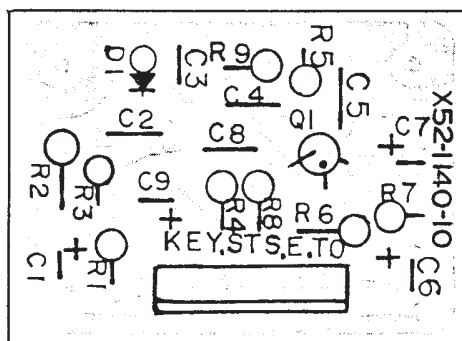 D1
C3
R9
R5
C4
C5
C2
C8
Q1
C7
X52-1140-10
R2
R3
C9
R4
R8
R6
R7
KEY.STS.E.TO
C1
R1
C6